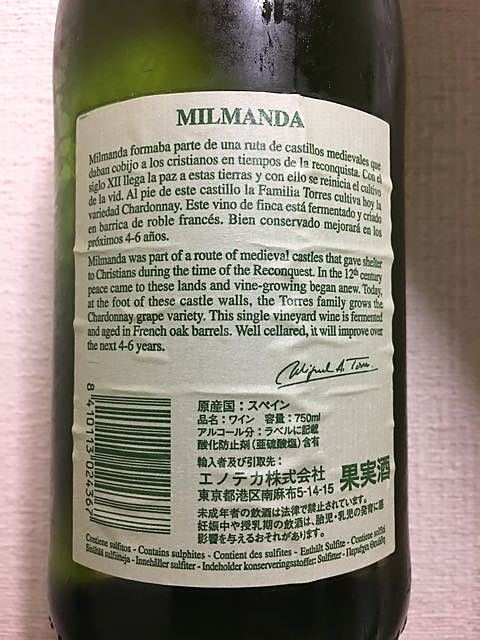 MILMANDA
Milmanda formaba parte de una ruta de castillos medievales que
daban cobijo a los cristianos en tiempos de la reconquista. Con el
siglo XII llega la paz a estas tierras y con ello se reinicia el cultivo
de la vid. Al pie de este castillo la Familia Torres cultiva hoy la
variedad Chardonnay. Este vino de finca está fermentado y criado
en barrica de roble francés. Bien conservado mejorará en los
próximos 4-6 años.
Milmanda was part of a route of medieval castles that gave shelter
to Christians during the time of the Reconquest. In the 12th century
peace came to these lands and vine-growing began anew. Today,
at the foot of these castle walls, the Torres family grows the
Chardonnay grape variety. This single vineyard wine is fermented
and aged in French oak barrels. Well cellared, it will improve over
the next 4-6 years.
Miguel A. Torres
8 410113 024367
原産国：スペイン
品名：ワイン 容量：750ml
アルコール分：ラベルに記載
酸化防止剤（亜硫酸塩）含有
輸入者及び引取先：
エノテカ株式会社 果実酒
東京都港区南麻布5-14-15
未成年者の飲酒は法律で禁止されています。
妊娠中や授乳期の飲酒は、胎児・乳児の発育に悪
影響を与えるおそれがあります。
Contiene sulfitos - Contains sulphites - Contient des sulfites - Enthält Sulfite - Contiene solfiti
Sisältää sulfiitteja - Innehåller sulfiter - Indeholder konserveringsstoffer: Sulfitter - Περιέχει